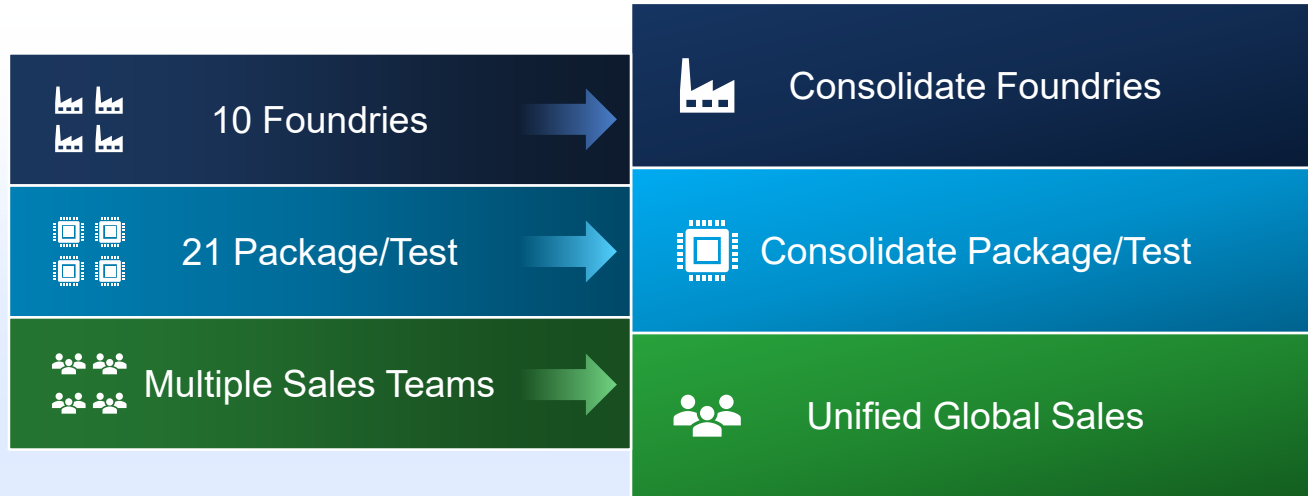 10 Foundries
Consolidate Foundries
21 Package/Test
Consolidate Package/Test
Multiple Sales Teams
Unified Global Sales